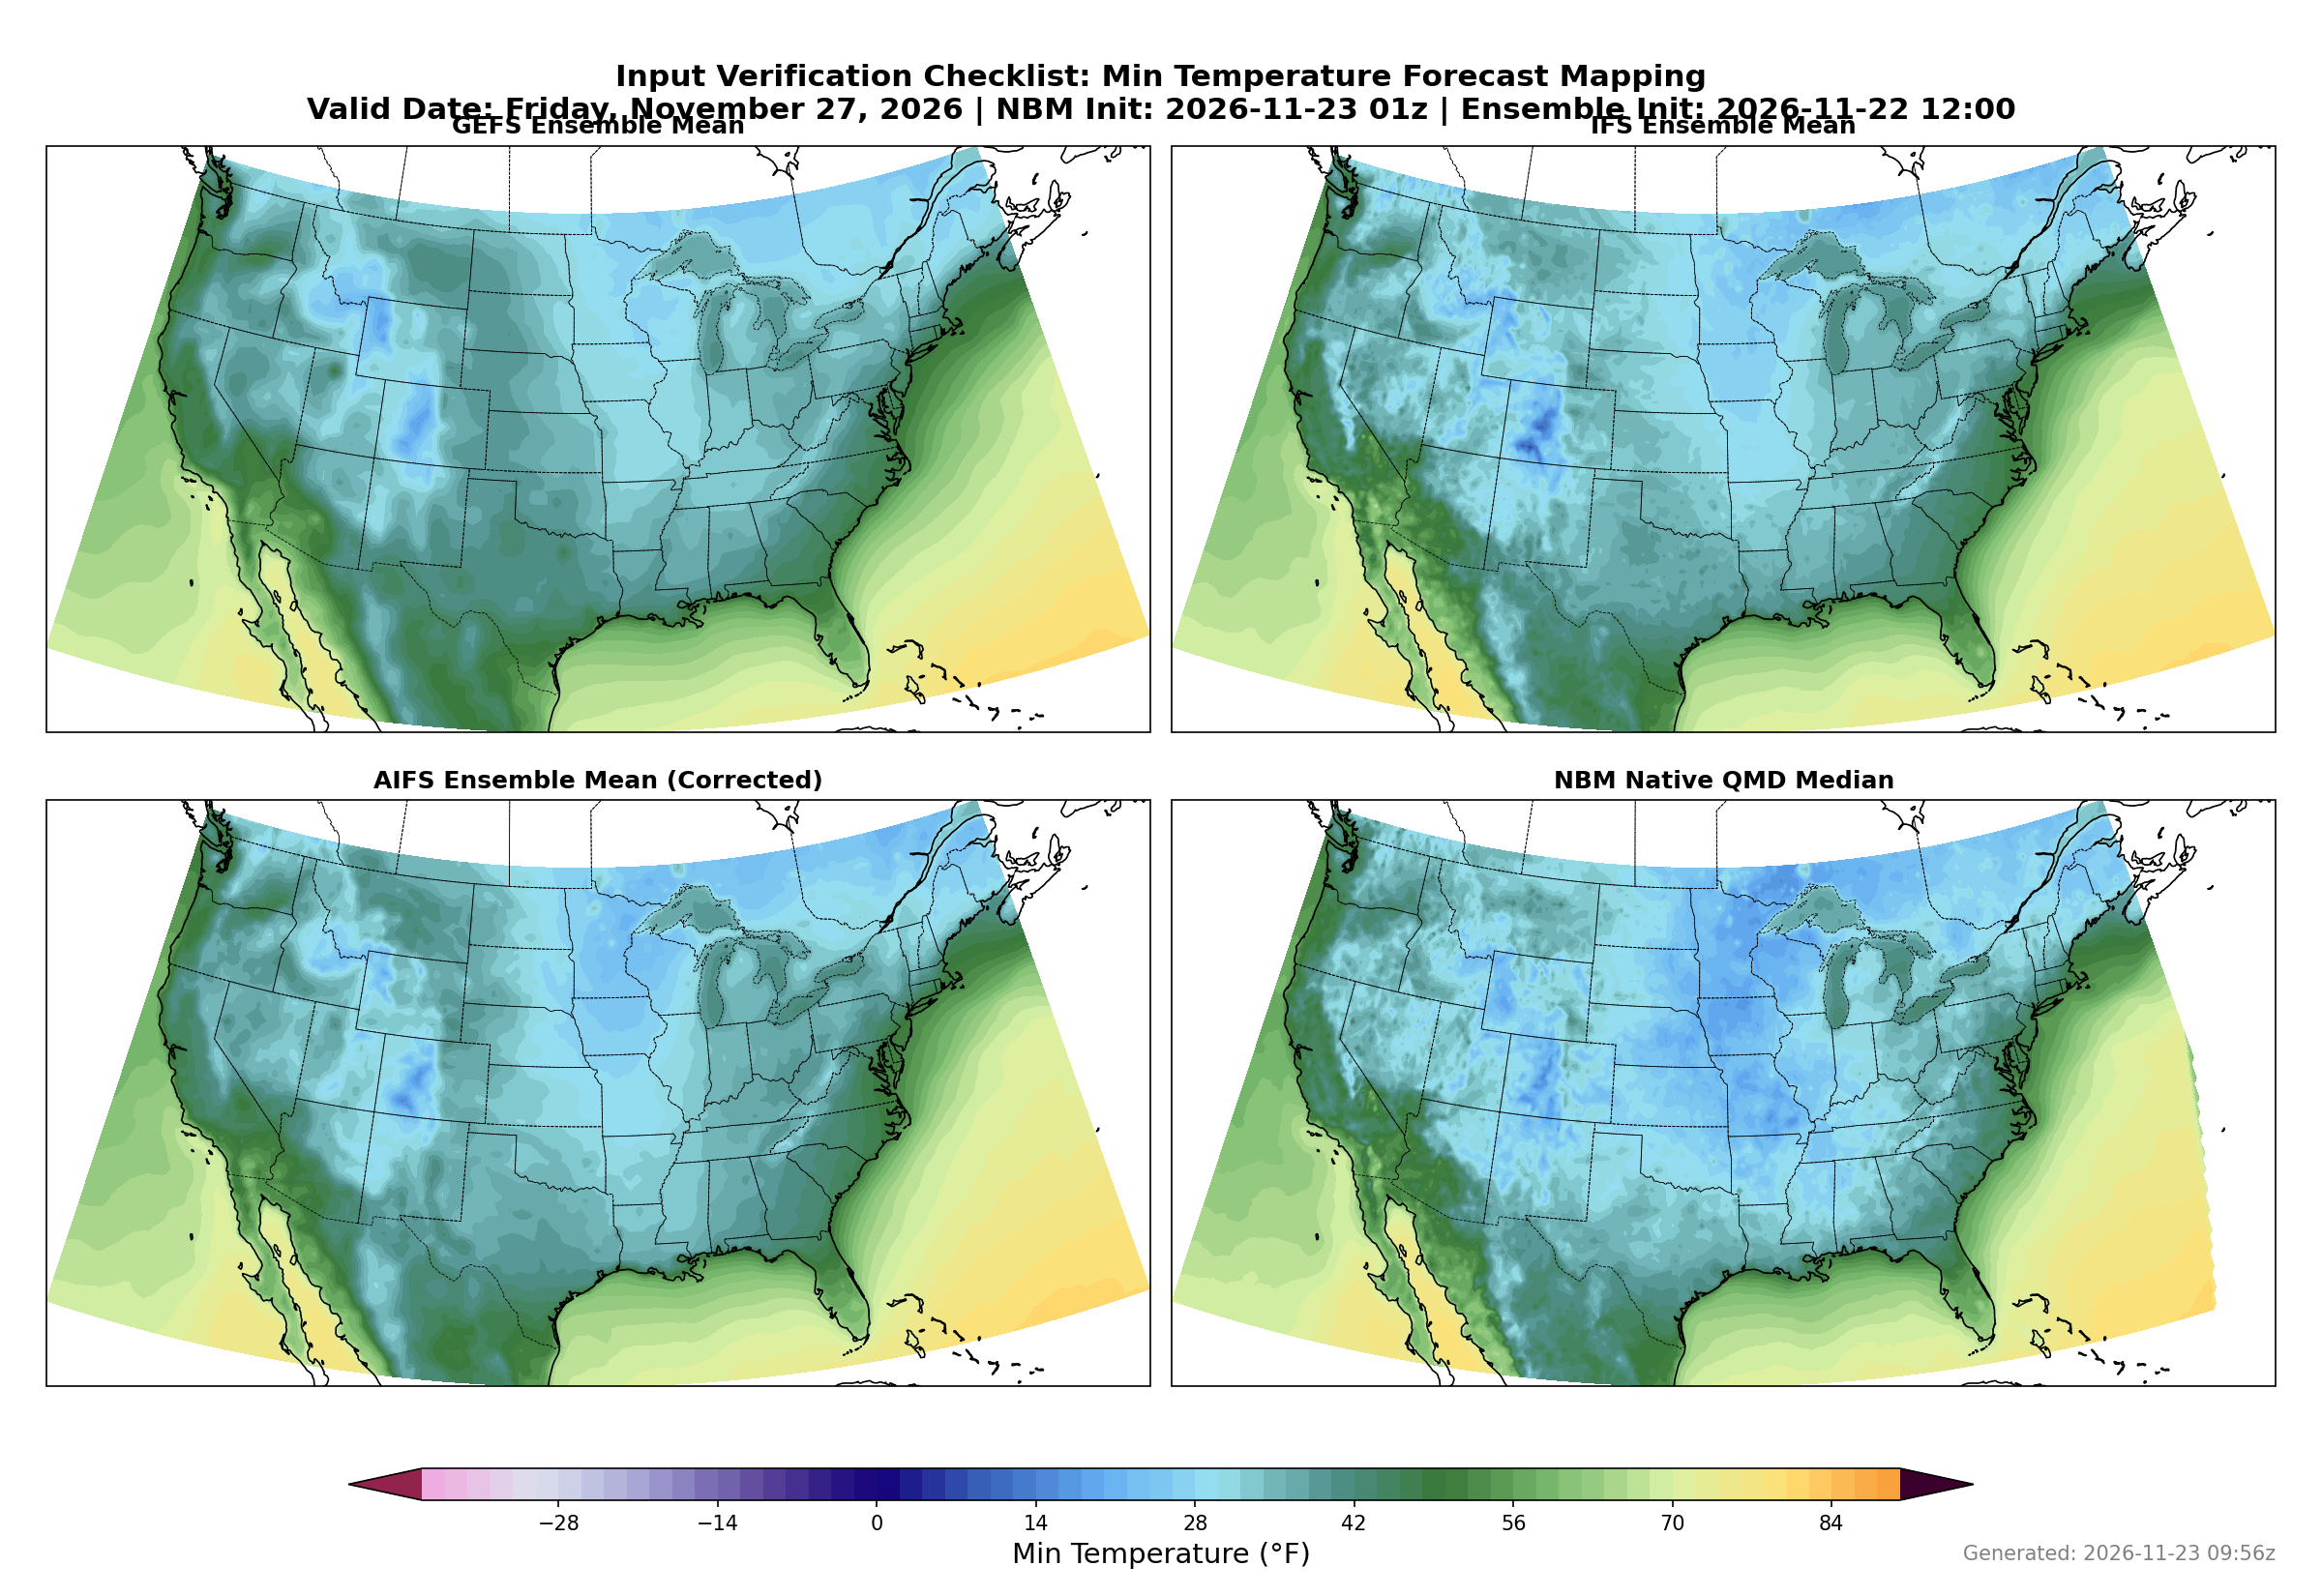 Input Verification Checklist: Min Temperature Forecast Mapping
Valid Date: Friday, November 27, 2026 | NBM Init: 2026-11-23 01z | Ensemble Init: 2026-11-22 12:00
GEFS Ensemble Mean
IFS Ensemble Mean
AIFS Ensemble Mean (Corrected)
NBM Native QMD Median
−28 −14 0 14 28 42 56 70 84
Min Temperature (°F)
Generated: 2026-11-23 09:56z